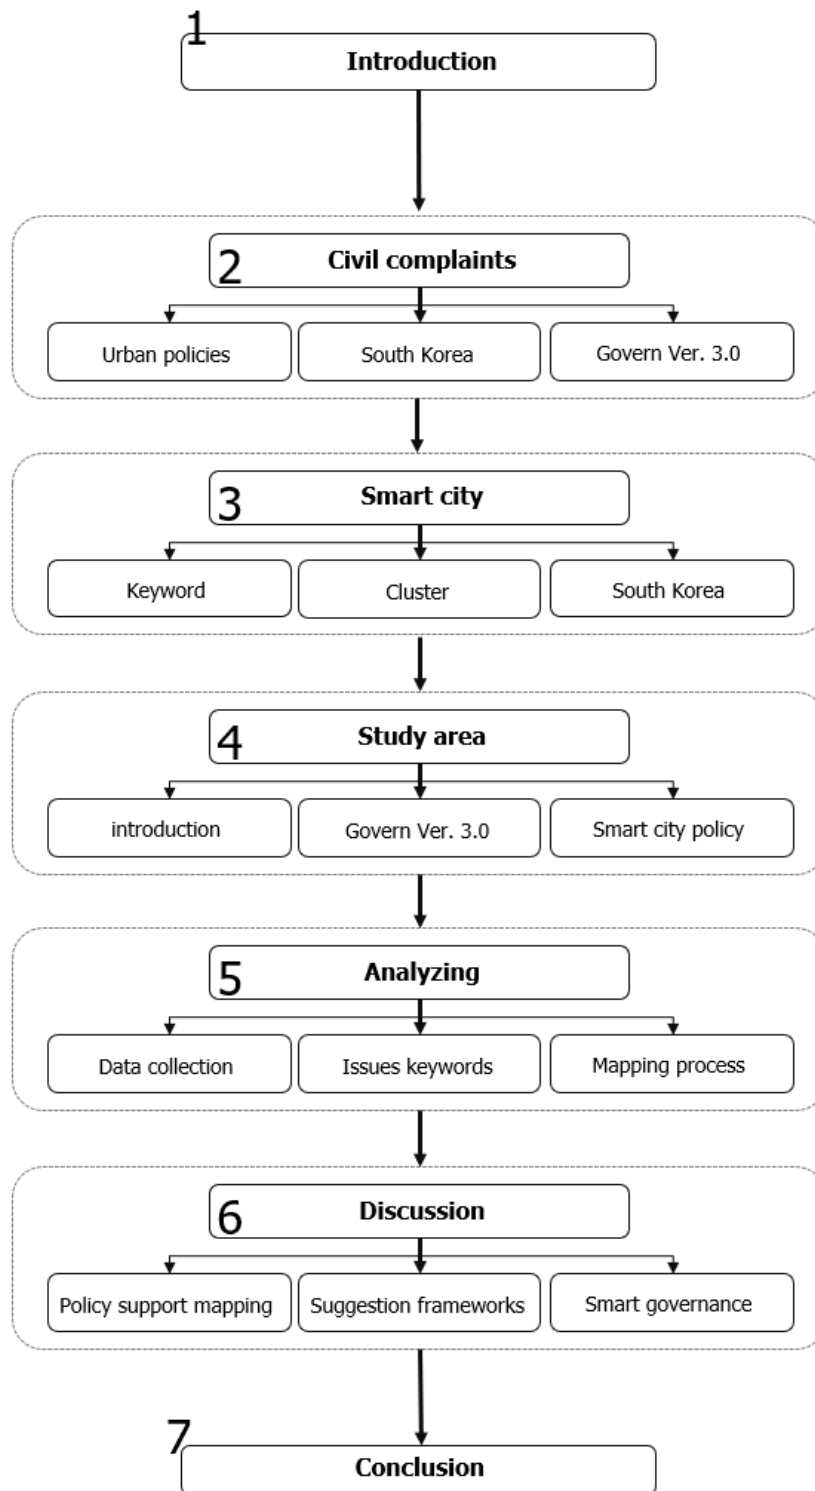 1
Introduction
2
Civil complaints
Urban policies
South Korea
Govern Ver. 3.0
3
Smart city
Keyword
Cluster
South Korea
4
Study area
introduction
Govern Ver. 3.0
Smart city policy
5
Analyzing
Data collection
Issues keywords
Mapping process
6
Discussion
Policy support mapping
Suggestion frameworks
Smart governance
7
Conclusion